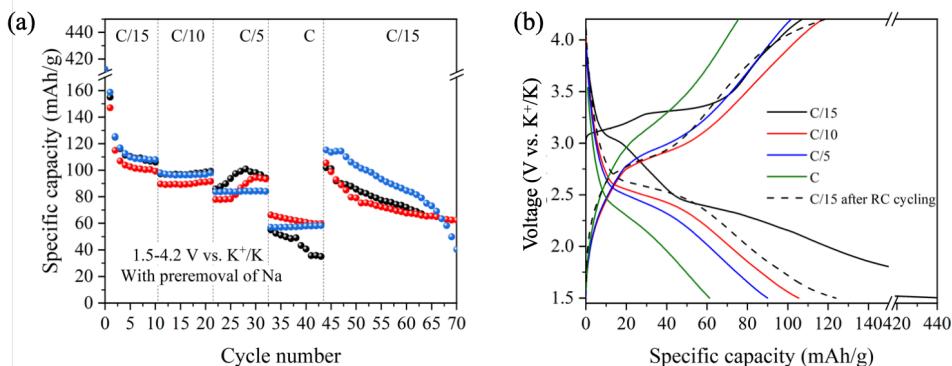 (a)
C/15 C/10 C/5 C C/15
440
420
160
140
120
100
80
60
40
20
0
Specific capacity (mAh/g)
1.5-4.2 V vs. K⁺/K
With preremoval of Na
0 5 10 15 20 25 30 35 40 45 50 55 60 65 70
Cycle number
(b)
4.0
3.5
3.0
2.5
2.0
1.5
Voltage (V vs. K⁺/K)
C/15
C/10
C/5
C
C/15 after RC cycling
0 20 40 60 80 100 120 140 420 440
Specific capacity (mAh/g)